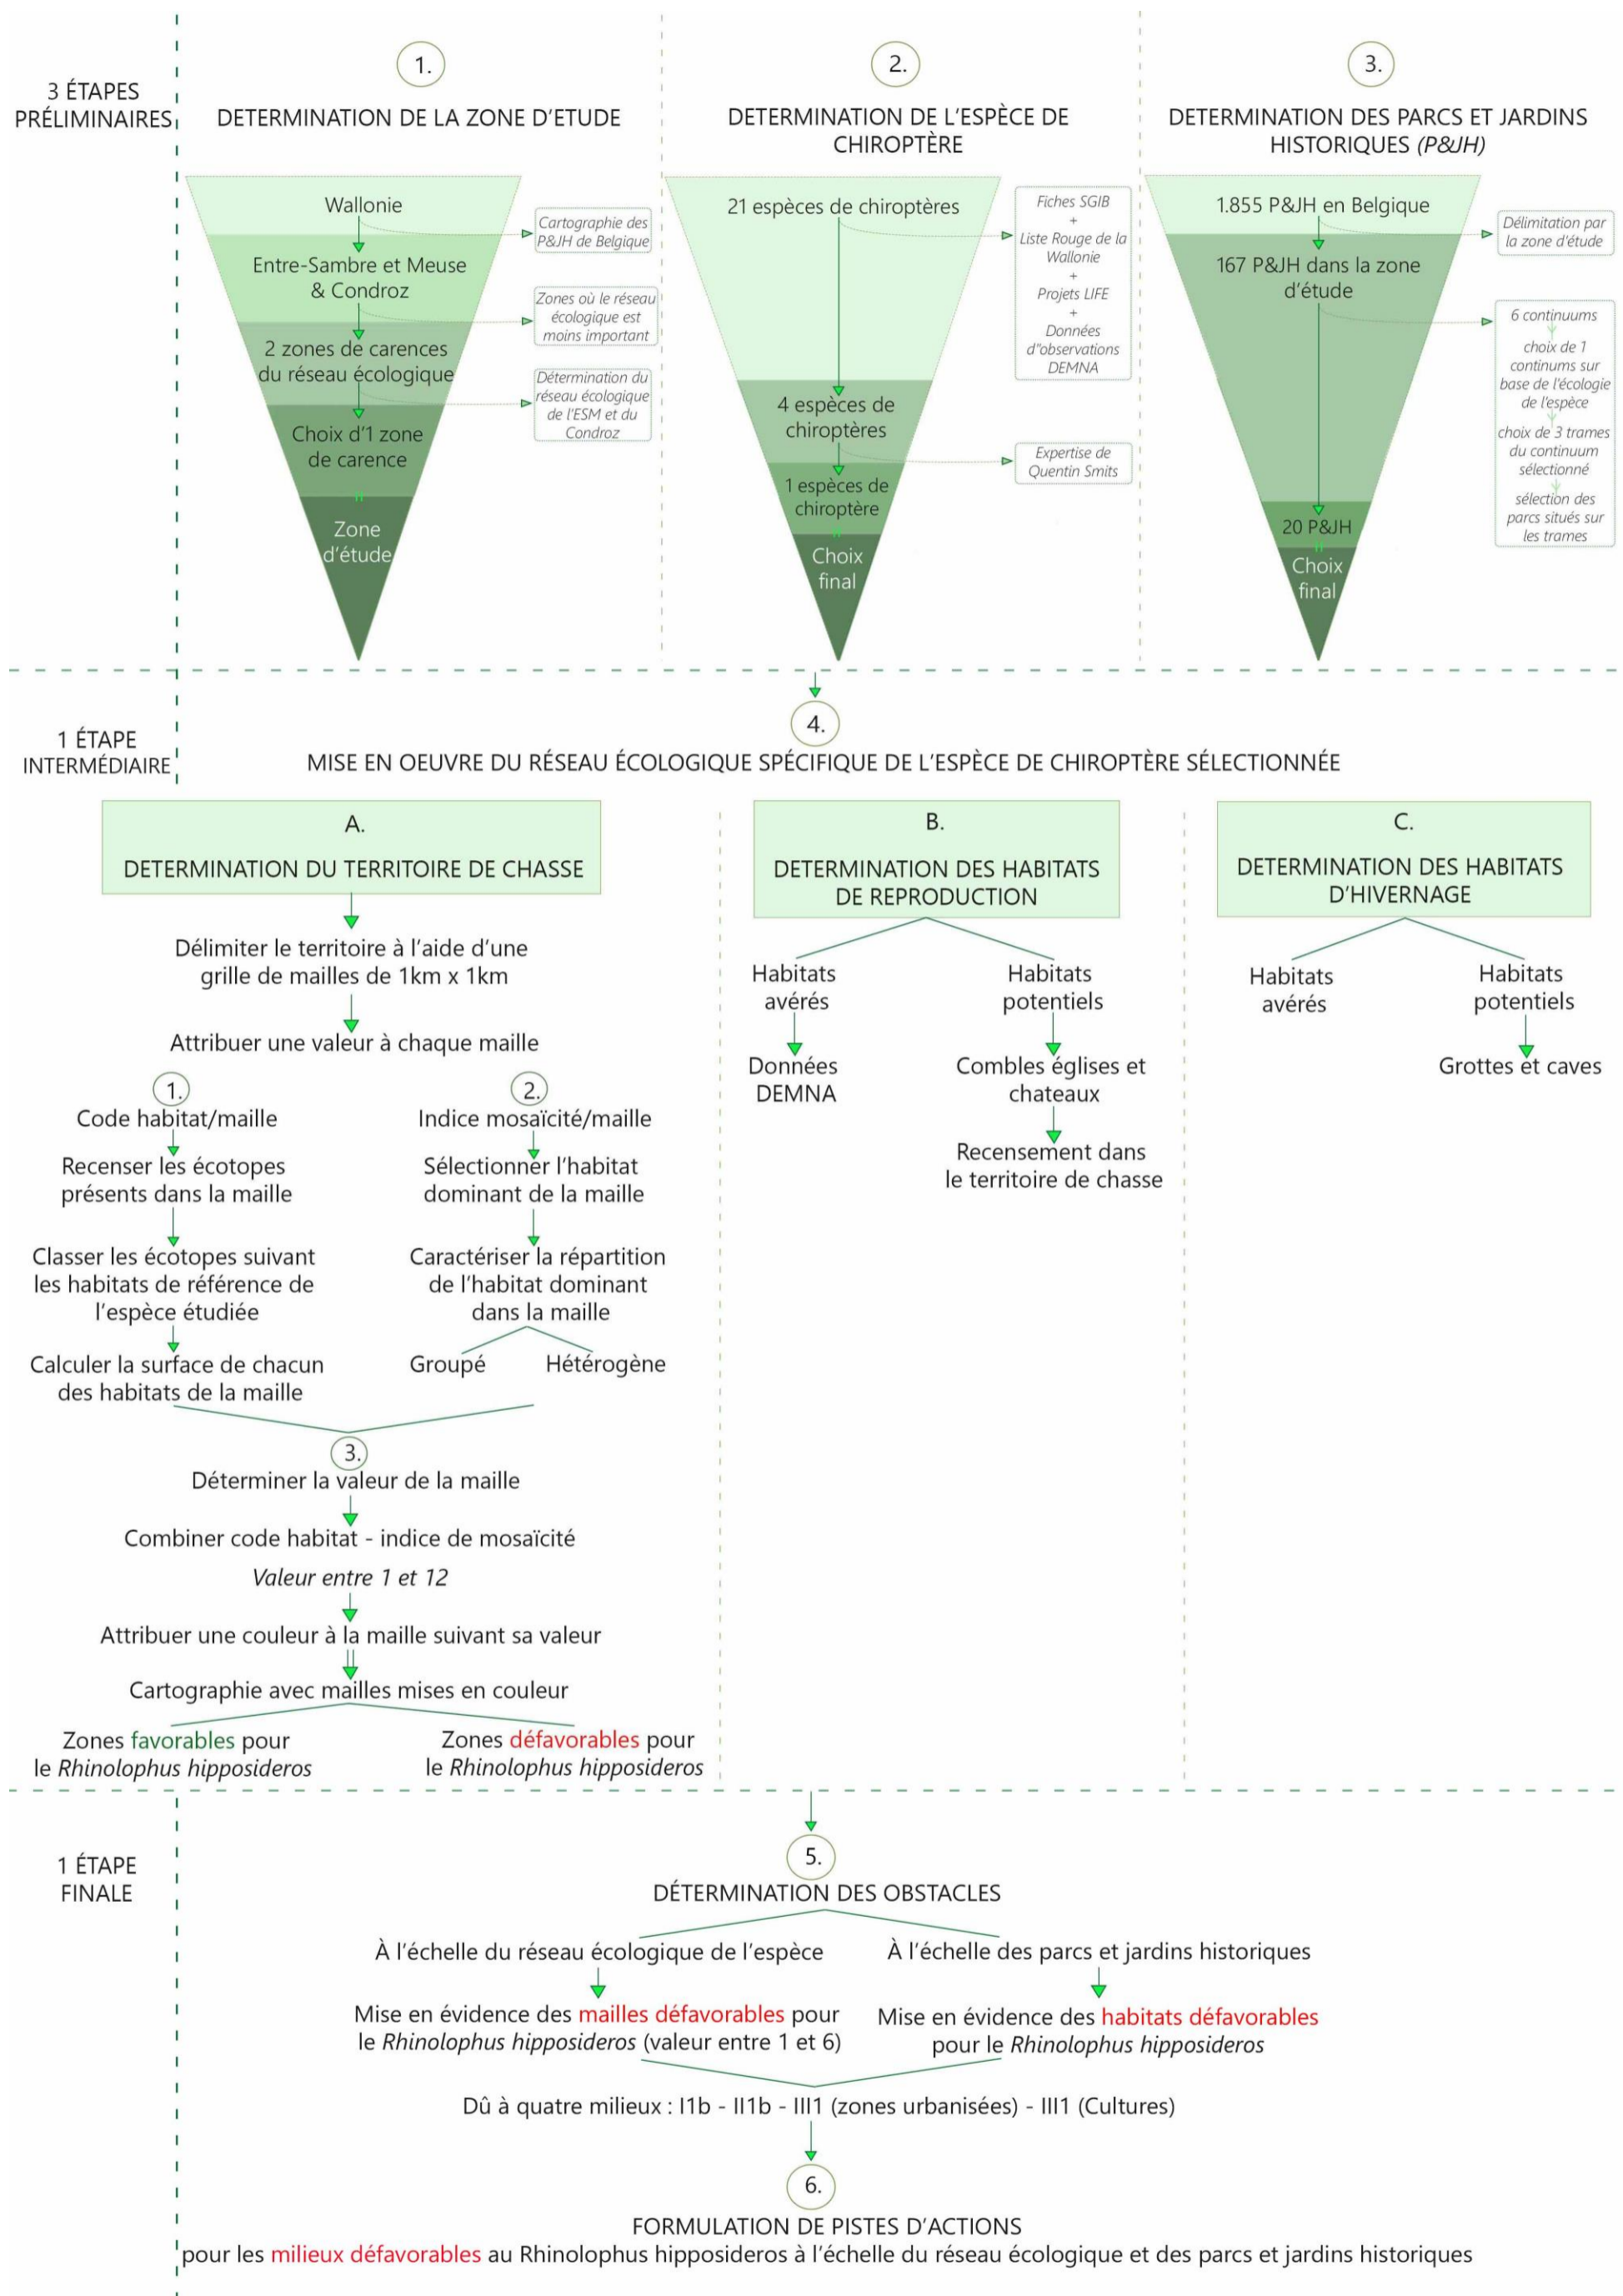 3 ÉTAPES
PRÉLIMINAIRES
1.
DETERMINATION DE LA ZONE D'ETUDE
Wallonie
Cartographie des
P&JH de Belgique
Entre-Sambre et Meuse
& Condroz
Zones où le réseau
écologique est
moins important
2 zones de carences
du réseau écologique
Détermination du
réseau écologique
de l'ESM et du
Condroz
Choix d'1 zone
de carence
Zone
d'étude
2.
DETERMINATION DE L'ESPÈCE DE
CHIROPTÈRE
21 espèces de chiroptères
Fiches SGIB
+
Liste Rouge de la
Wallonie
+
Projets LIFE
+
Données
d"observations
DEMNA
4 espèces de
chiroptères
Expertise de
Quentin Smits
1 espèces de
chiroptère
Choix
final
3.
DETERMINATION DES PARCS ET JARDINS
HISTORIQUES (P&JH)
1.855 P&JH en Belgique
Délimitation par
la zone d'étude
167 P&JH dans la zone
d'étude
6 continuums
choix de 1
continums sur
base de l'écologie
de l'espèce
choix de 3 trames
du continuum
sélectionné
sélection des
parcs situés sur
les trames
20 P&JH
Choix
final
1 ÉTAPE
INTERMÉDIAIRE
4.
MISE EN OEUVRE DU RÉSEAU ÉCOLOGIQUE SPÉCIFIQUE DE L'ESPÈCE DE CHIROPTÈRE SÉLECTIONNÉE
A.
DETERMINATION DU TERRITOIRE DE CHASSE
Délimiter le territoire à l'aide d'une
grille de mailles de 1km x 1km
Attribuer une valeur à chaque maille
1.
Code habitat/maille
Recenser les écotopes
présents dans la maille
Classer les écotopes suivant
les habitats de référence de
l'espèce étudiée
Calculer la surface de chacun
des habitats de la maille
2.
Indice mosaïcité/maille
Sélectionner l'habitat
dominant de la maille
Caractériser la répartition
de l'habitat dominant
dans la maille
Groupé
Hétérogène
3.
Déterminer la valeur de la maille
Combiner code habitat - indice de mosaïcité
Valeur entre 1 et 12
Attribuer une couleur à la maille suivant sa valeur
Cartographie avec mailles mises en couleur
Zones favorables pour
le Rhinolophus hipposideros
Zones défavorables pour
le Rhinolophus hipposideros
B.
DETERMINATION DES HABITATS
DE REPRODUCTION
Habitats
avérés
Données
DEMNA
Habitats
potentiels
Combles églises et
chateaux
Recensement dans
le territoire de chasse
C.
DETERMINATION DES HABITATS
D'HIVERNAGE
Habitats
avérés
Habitats
potentiels
Grottes et caves
1 ÉTAPE
FINALE
5.
DÉTERMINATION DES OBSTACLES
À l'échelle du réseau écologique de l'espèce
Mise en évidence des mailles défavorables pour
le Rhinolophus hipposideros (valeur entre 1 et 6)
À l'échelle des parcs et jardins historiques
Mise en évidence des habitats défavorables
pour le Rhinolophus hipposideros
Dû à quatre milieux : I1b - II1b - III1 (zones urbanisées) - III1 (Cultures)
6.
FORMULATION DE PISTES D'ACTIONS
pour les milieux défavorables au Rhinolophus hipposideros à l'échelle du réseau écologique et des parcs et jardins historiques